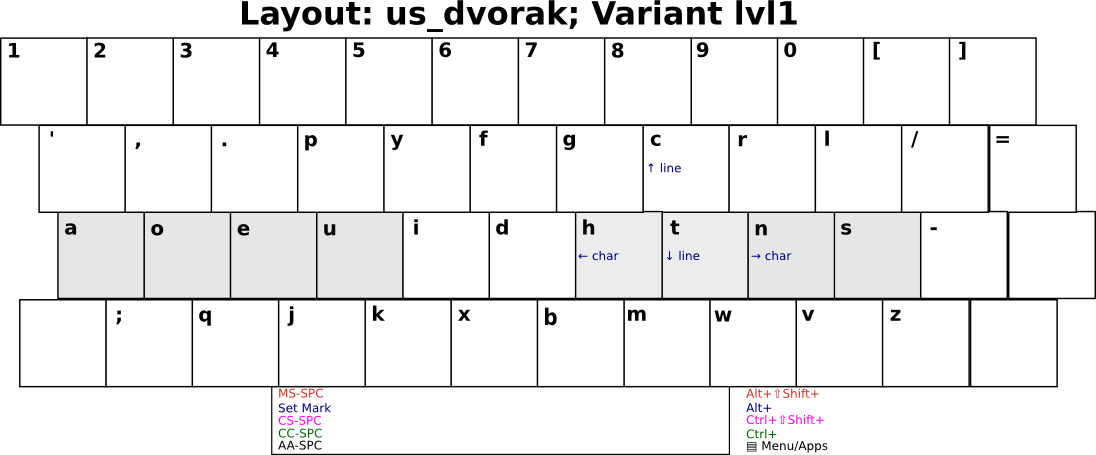 Layout: us_dvorak; Variant lvl1
1 2 3 4 5 6 7 8 9 0 [ ]
' , . p y f g c r l / =
↑ line
a o e u i d h t n s -
← char ↓ line → char
; q j k x b m w v z
MS-SPC Alt+⇧Shift+
Set Mark Alt+
CS-SPC Ctrl+⇧Shift+
CC-SPC Ctrl+
AA-SPC ▤ Menu/Apps